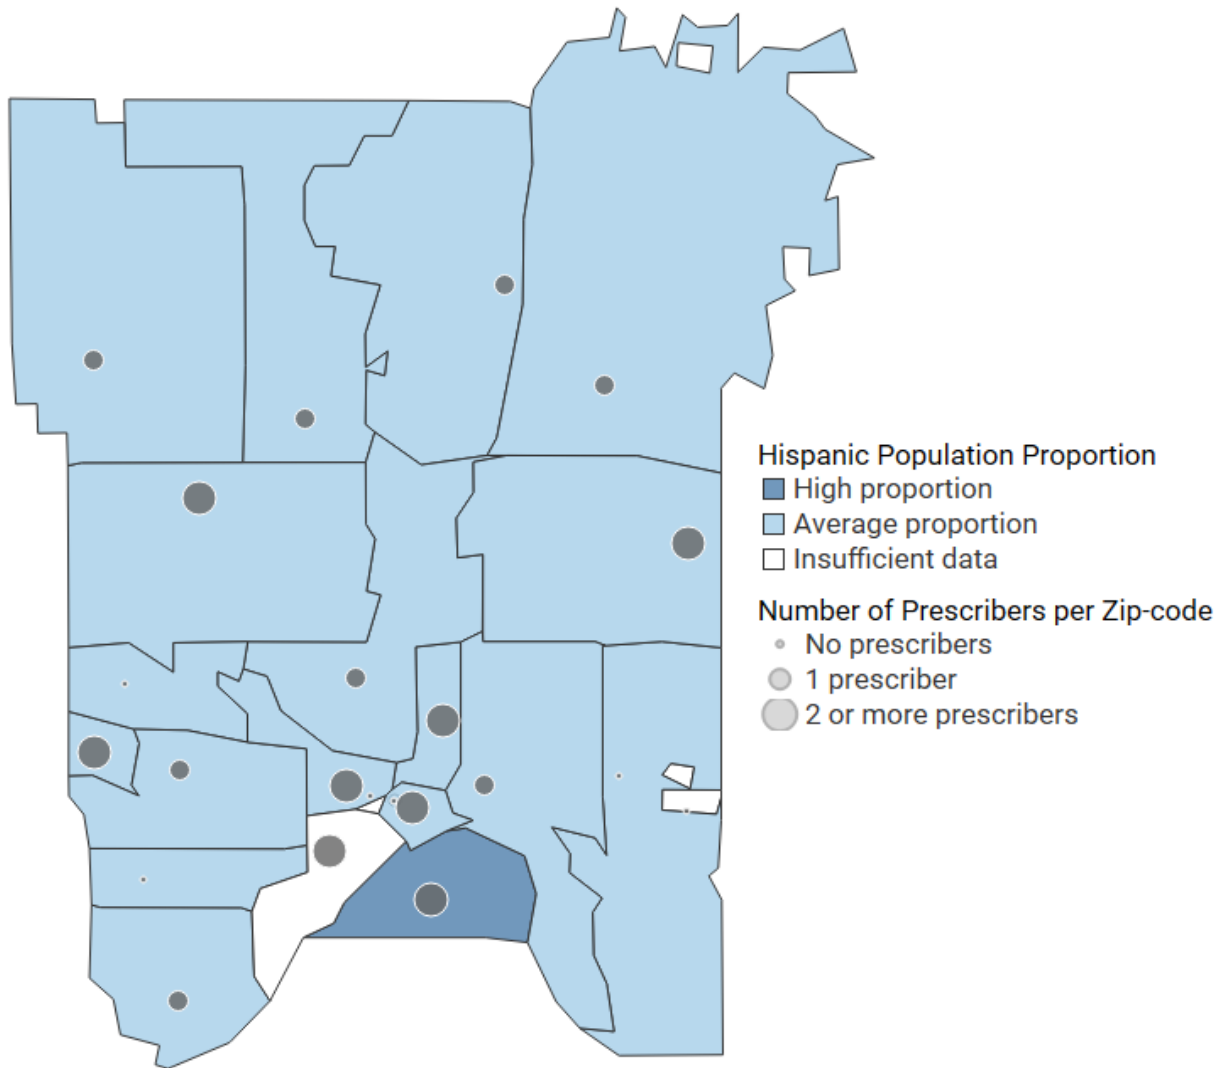 Hispanic Population Proportion
High proportion
Average proportion
Insufficient data
Number of Prescribers per Zip-code
No prescribers
1 prescriber
2 or more prescribers